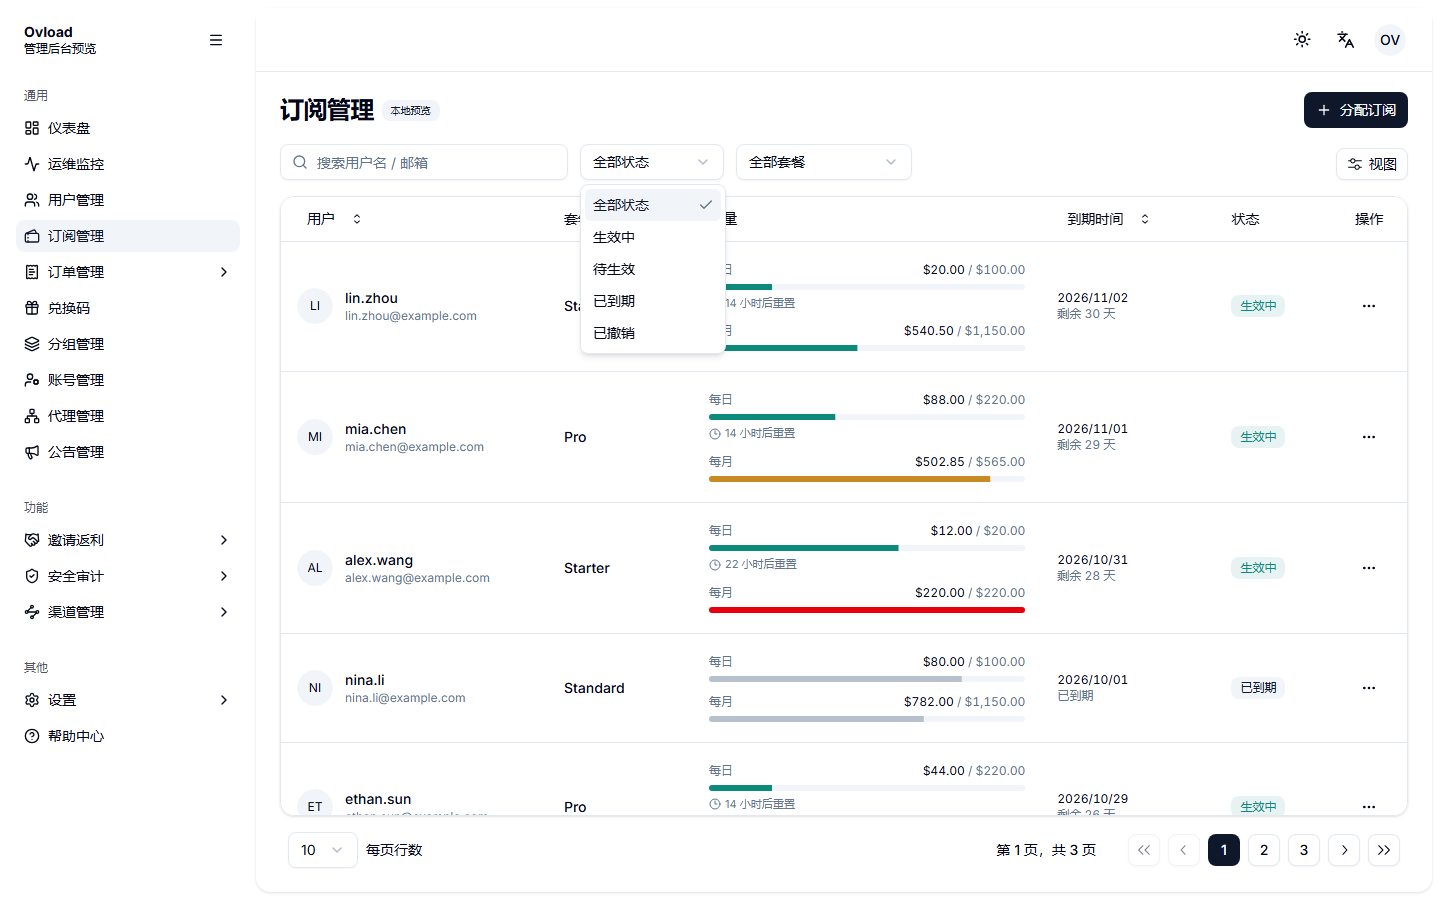 Ovload
管理后台预览
OV
通用
仪表盘
运维监控
用户管理
订阅管理
订单管理
兑换码
分组管理
账号管理
代理管理
公告管理
功能
邀请返利
安全审计
渠道管理
其他
设置
帮助中心
订阅管理
本地预览
分配订阅
搜索用户名 / 邮箱
全部状态
全部套餐
视图
全部状态
生效中
待生效
已到期
已撤销
用户
量
到期时间
状态
操作
LI
lin.zhou
lin.zhou@example.com
日
$20.00 / $100.00
14 小时后重置
月
$540.50 / $1,150.00
2026/11/02
剩余 30 天
生效中
MI
mia.chen
mia.chen@example.com
Pro
每日
$88.00 / $220.00
14 小时后重置
每月
$502.85 / $565.00
2026/11/01
剩余 29 天
生效中
AL
alex.wang
alex.wang@example.com
Starter
每日
$12.00 / $20.00
22 小时后重置
每月
$220.00 / $220.00
2026/10/31
剩余 28 天
生效中
NI
nina.li
nina.li@example.com
Standard
每日
$80.00 / $100.00
每月
$782.00 / $1,150.00
2026/10/01
已到期
已到期
ET
ethan.sun
ethan.sun@example.com
Pro
每日
$44.00 / $220.00
14 小时后重置
2026/10/29
剩余 26 天
生效中
10
每页行数
第 1 页，共 3 页
1
2
3